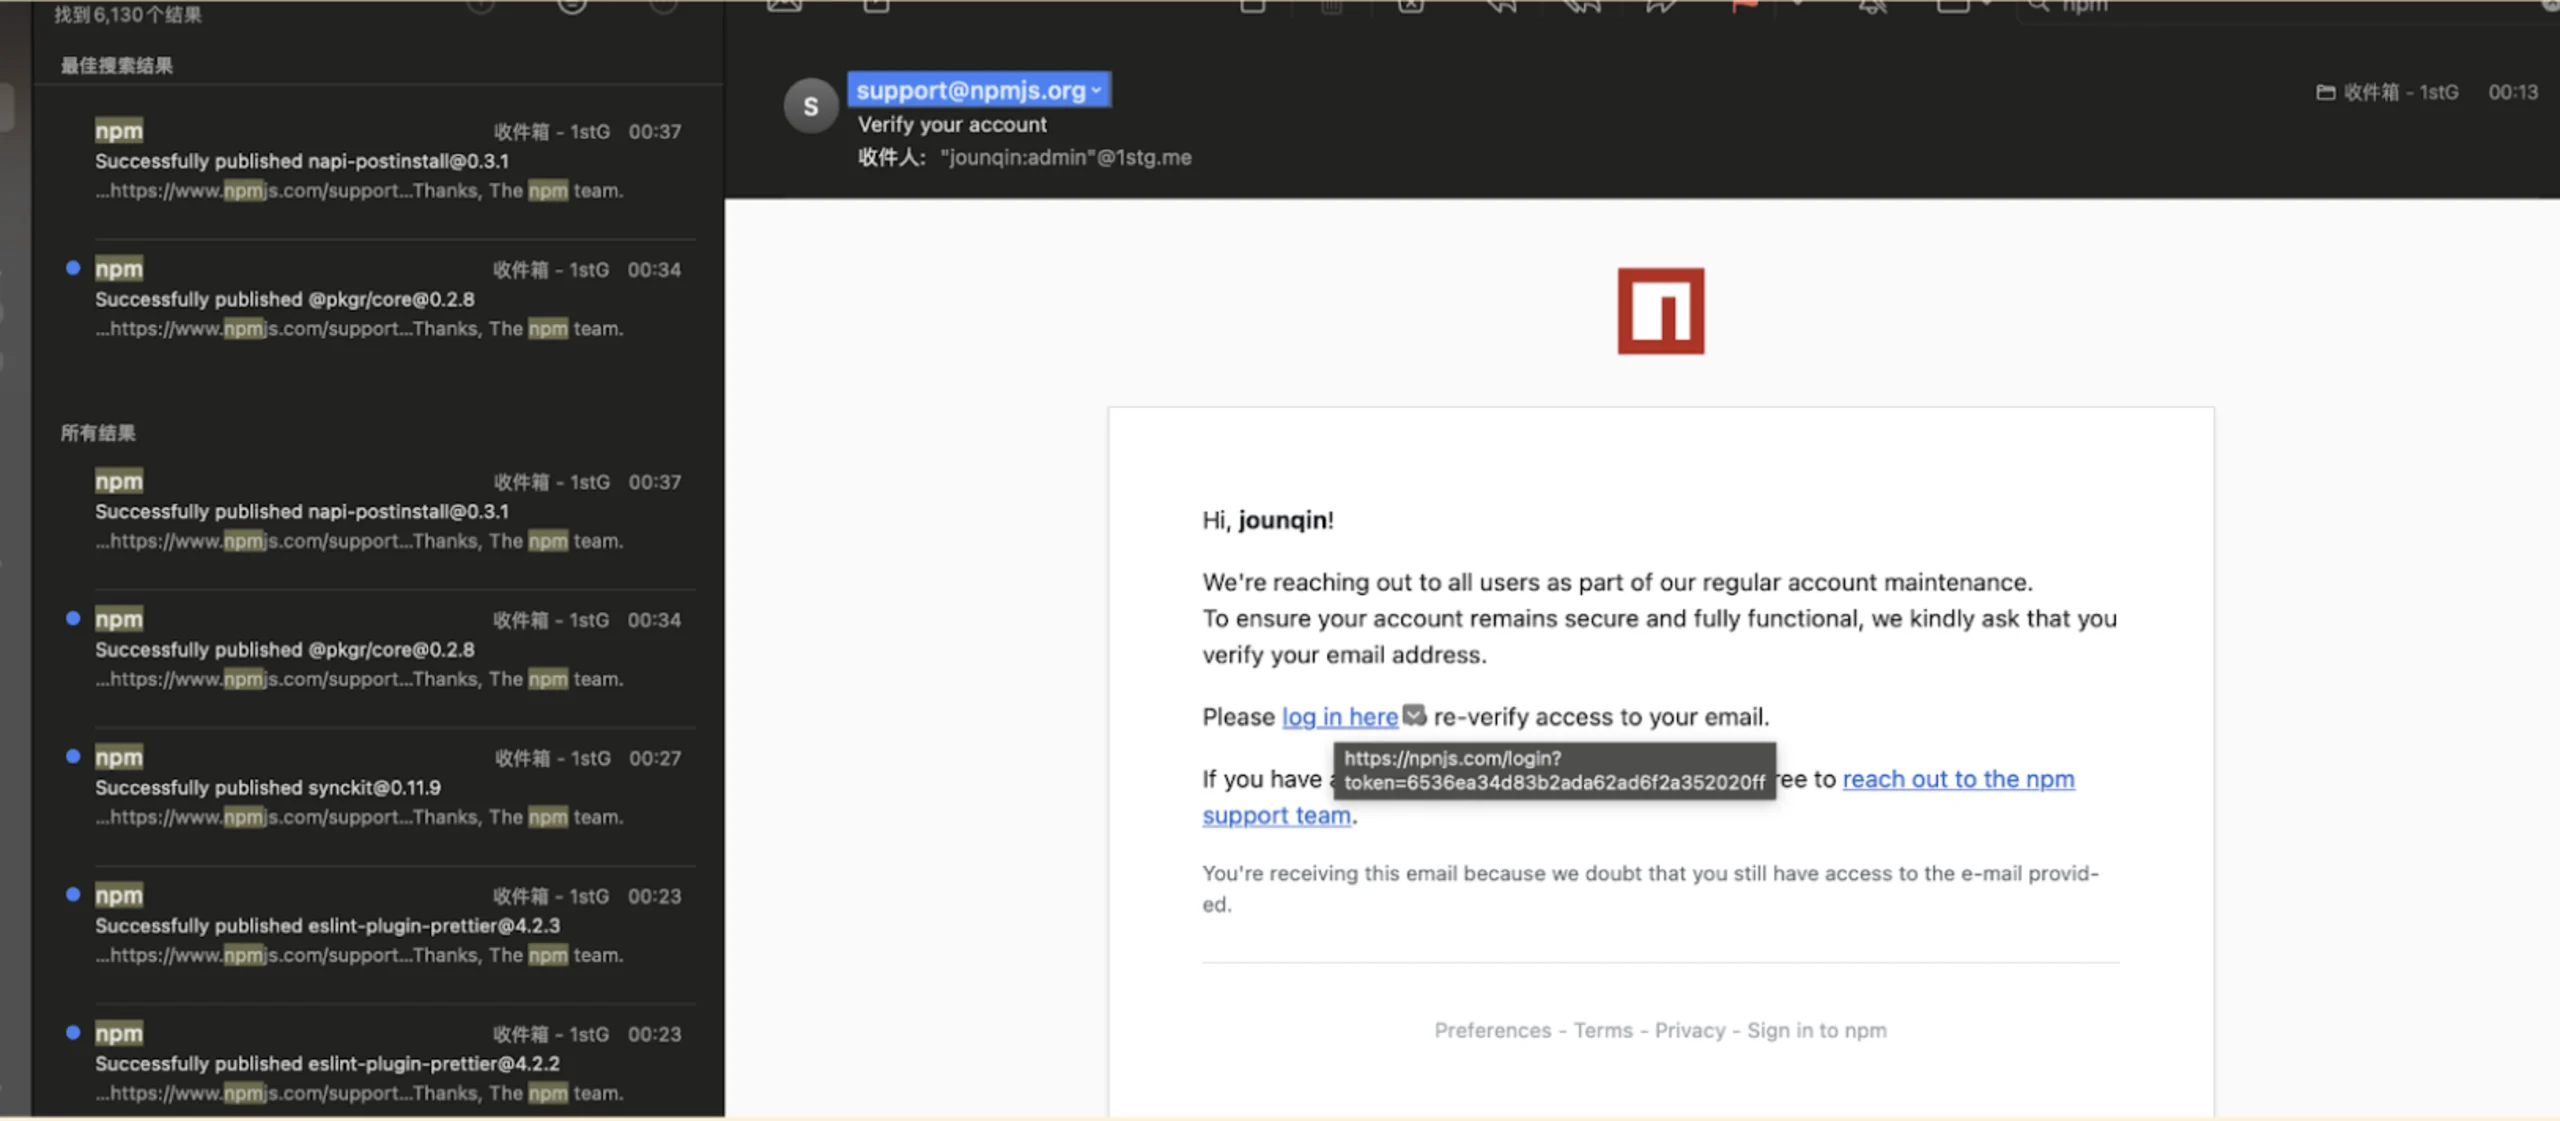 找到6,130个结果
最佳搜索结果
npm 收件箱 - 1stG 00:37
Successfully published napi-postinstall@0.3.1
...https://www.npmjs.com/support...Thanks, The npm team.
npm 收件箱 - 1stG 00:34
Successfully published @pkgr/core@0.2.8
...https://www.npmjs.com/support...Thanks, The npm team.
所有结果
npm 收件箱 - 1stG 00:37
Successfully published napi-postinstall@0.3.1
...https://www.npmjs.com/support...Thanks, The npm team.
npm 收件箱 - 1stG 00:34
Successfully published @pkgr/core@0.2.8
...https://www.npmjs.com/support...Thanks, The npm team.
npm 收件箱 - 1stG 00:27
Successfully published synckit@0.11.9
...https://www.npmjs.com/support...Thanks, The npm team.
npm 收件箱 - 1stG 00:23
Successfully published eslint-plugin-prettier@4.2.3
...https://www.npmjs.com/support...Thanks, The npm team.
npm 收件箱 - 1stG 00:23
Successfully published eslint-plugin-prettier@4.2.2
...https://www.npmjs.com/support...Thanks, The npm team.
npm
S
support@npmjs.org
收件箱 - 1stG 00:13
Verify your account
收件人: "jounqin:admin"@1stg.me
Hi, jounqin!
We're reaching out to all users as part of our regular account maintenance.
To ensure your account remains secure and fully functional, we kindly ask that you
verify your email address.
Please log in here re-verify access to your email.
https://npnjs.com/login?
token=6536ea34d83b2ada62ad6f2a352020ff
If you have ree to reach out to the npm
support team.
You're receiving this email because we doubt that you still have access to the e-mail provid-
ed.
Preferences - Terms - Privacy - Sign in to npm